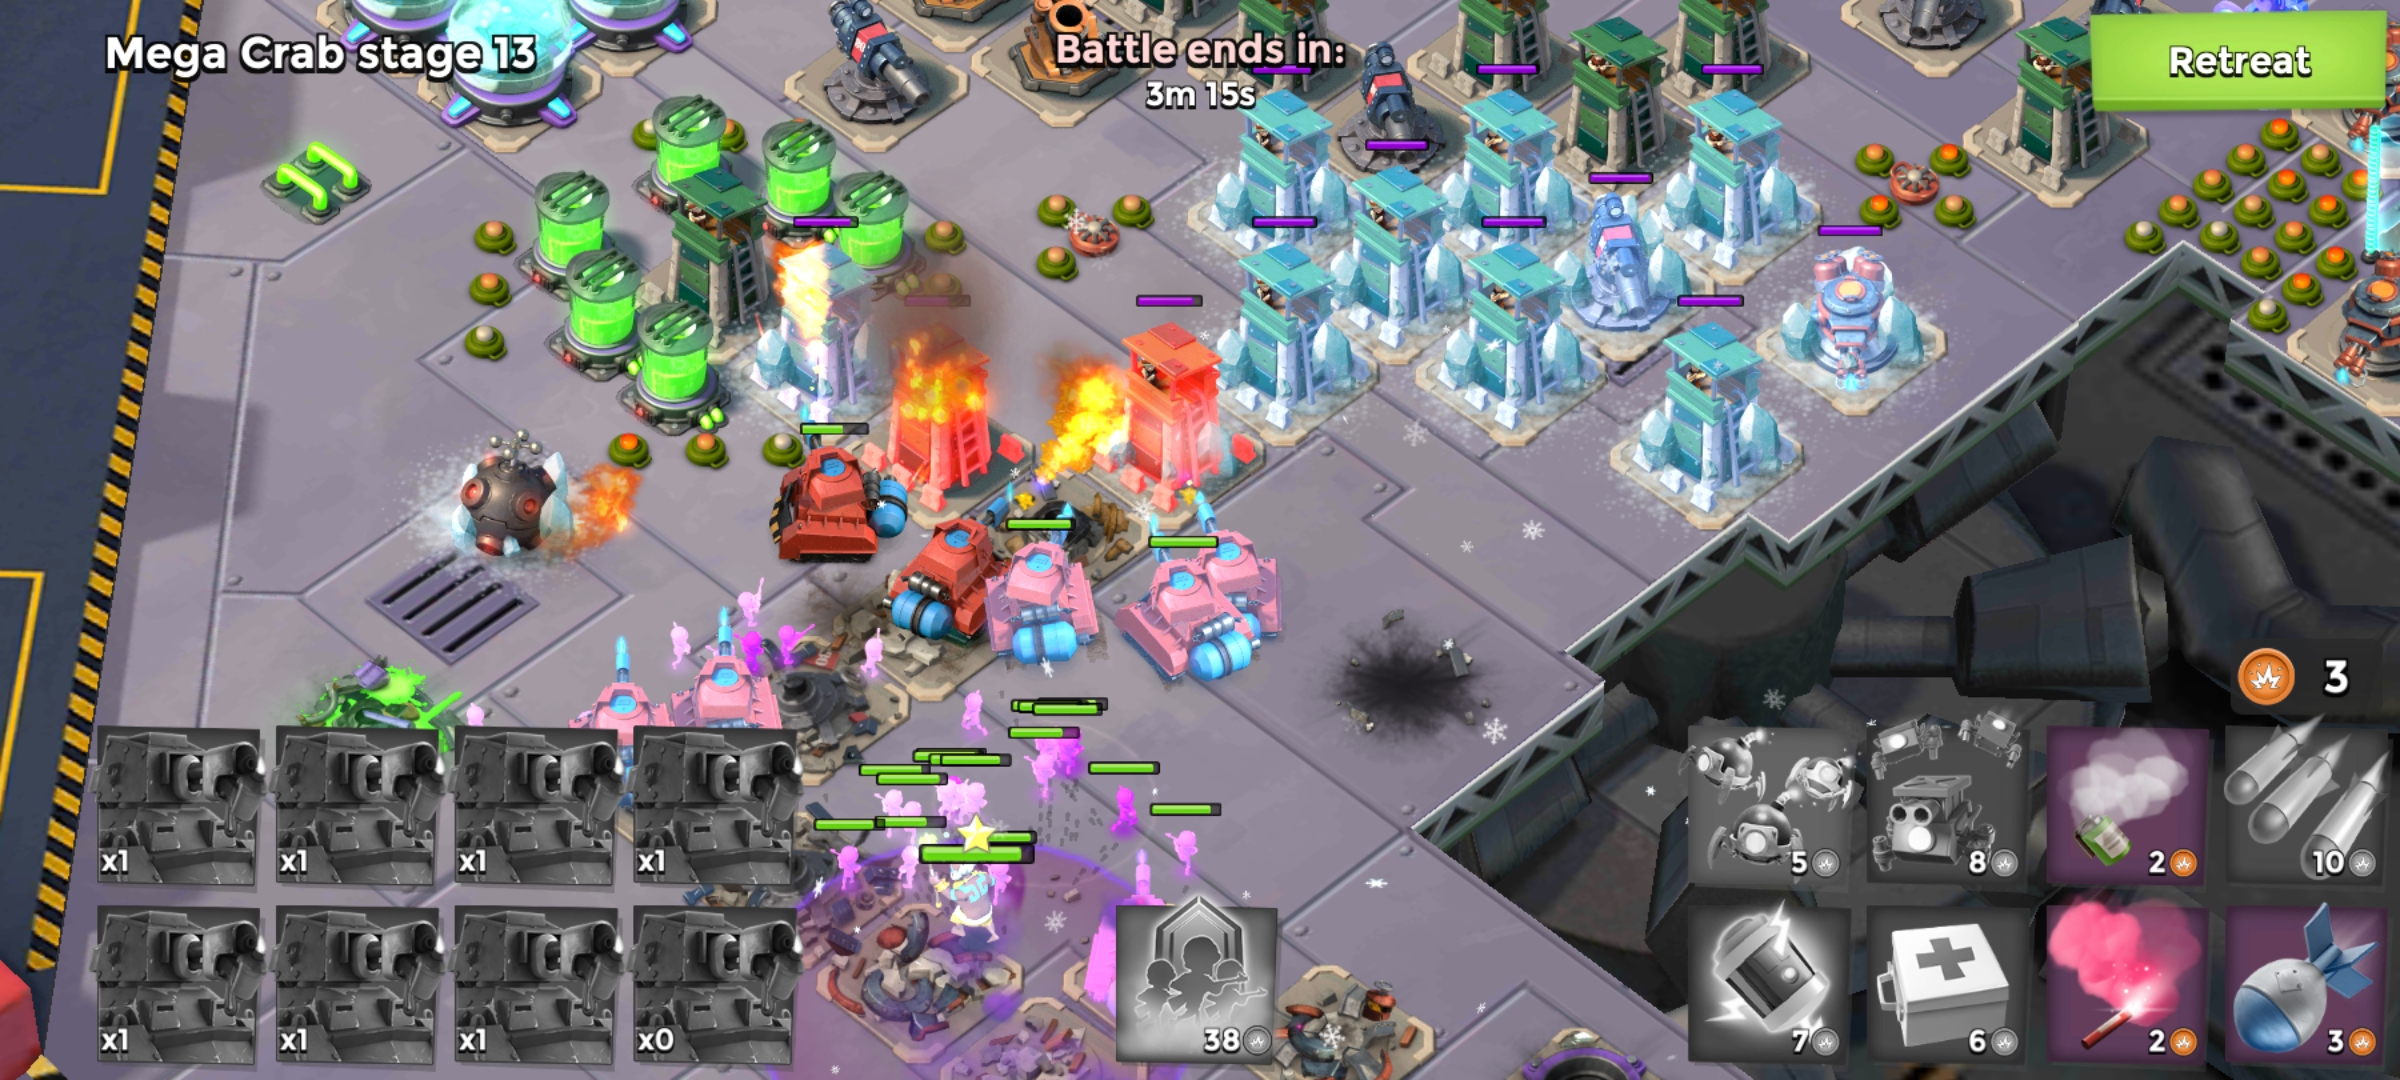 Mega Crab stage 13
Battle ends in:
3m 15s
Retreat
3
x1
x1
x1
x1
5
8
2
10
x1
x1
x1
x0
38
7
6
2
3